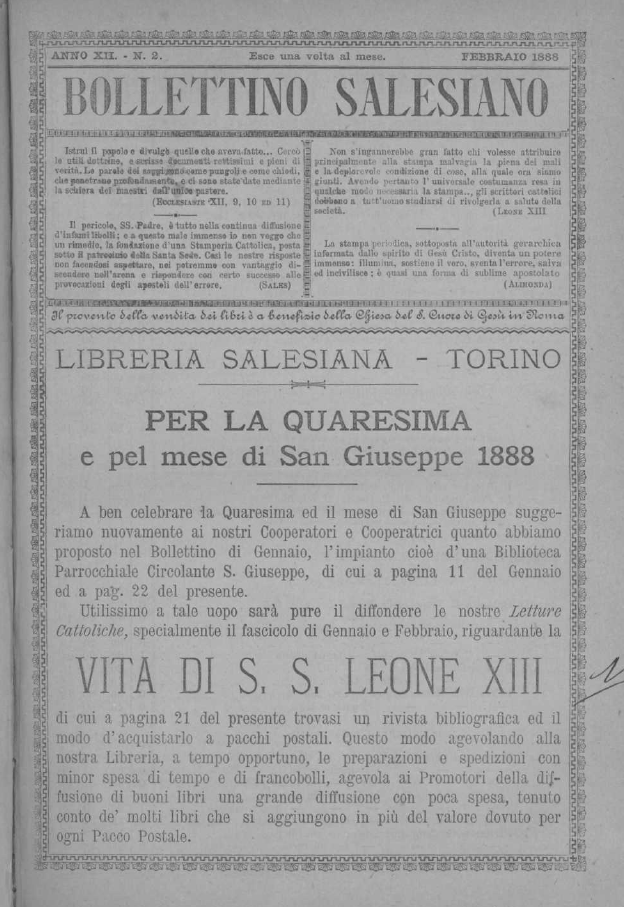 ANNO XII. - N. 2.
Esce una volta al mese.
FEBBRAIO 1888
BOLLETTINO SALESIANO
Istruì il popolo e divulgò quello che aveva fatto... Cercò
le utili dottrine, e scrisse documenti rettissimi e pieni di
verità. Le parole dei saggi sono come pungoli e come chiodi,
che penetrano profondamente, e ci sono state date mediante
la schiera dei maestri dall'unico pastore.
(ECCLESIASTE XII, 9, 10 ED 11)
Il pericolo, SS. Padre, è tutto nella continua diffusione
d'infami libelli; e a questo male immenso io non veggo che
un rimedio, la fondazione d'una Stamperia Cattolica, posta
sotto il patrocinio della Santa Sede. Così le nostre risposte
non facendosi aspettare, noi potremme con vantaggio di-
scendere nell'arena e rispondere con certo successo alle
provocazioni degli apostoli dell'errore.
(SALES)
Non s'ingannerebbe gran fatto chi volesse attribuire
principalmente alla stampa malvagia la piena dei mali
e la deplorevole condizione di cose, alla quale ora siamo
giunti. Avendo pertanto l'universale costumanza resa in
qualche modo necessaria la stampa..., gli scrittori cattolici
debbono a tutt'uomo studiarsi di rivolgerla a salute della
società.
(LEONE XIII
La stampa periodica, sottoposta all'autorità gerarchica
informata dallo spirito di Gesù Cristo, diventa un potere
immenso: illumina, sostiene il vero, sventa l'errore, salva
ed incivilisce; è quasi una forma di sublime apostolato
(ALIMONDA)
Il provento della vendita dei libri è a benefizio della Chiesa del S. Cuore di Gesù in Roma
LIBRERIA SALESIANA - TORINO
PER LA QUARESIMA
e pel mese di San Giuseppe 1888
A ben celebrare la Quaresima ed il mese di San Giuseppe sugge-
riamo nuovamente ai nostri Cooperatori e Cooperatrici quanto abbiamo
proposto nel Bollettino di Gennaio, l'impianto cioè d'una Biblioteca
Parrocchiale Circolante S. Giuseppe, di cui a pagina 11 del Gennaio
ed a pag. 22 del presente.
Utilissimo a tale uopo sarà pure il diffondere le nostre Letture
Cattoliche, specialmente il fascicolo di Gennaio e Febbraio, riguardante la
VITA DI S. S. LEONE XIII
di cui a pagina 21 del presente trovasi un rivista bibliografica ed il
modo d'acquistarlo a pacchi postali. Questo modo agevolando alla
nostra Libreria, a tempo opportuno, le preparazioni e spedizioni con
minor spesa di tempo e di francobolli, agevola ai Promotori della dif-
fusione di buoni libri una grande diffusione con poca spesa, tenuto
conto de' molti libri che si aggiungono in più del valore dovuto per
ogni Pacco Postale.